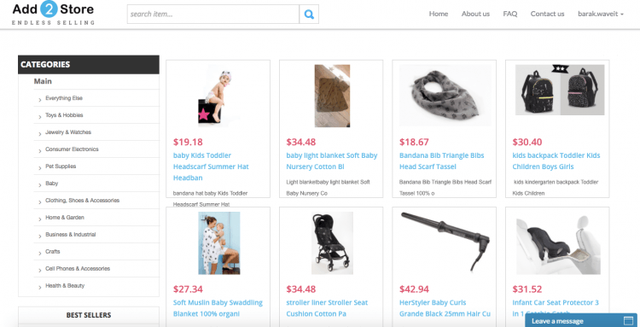 Add 2 Store
ENDLESS SELLING
search item...
Home
About us
FAQ
Contact us
barak.waveit
CATEGORIES
Main
Everything Else
Toys & Hobbies
Jewelry & Watches
Consumer Electronics
Pet Supplies
Baby
Clothing, Shoes & Accessories
Home & Garden
Business & Industrial
Crafts
Cell Phones & Accessories
Health & Beauty
BEST SELLERS
$19.18
baby Kids Toddler
Headscarf Summer Hat
Headban
bandana hat baby Kids Toddler
Headscarf Summer Hat
$34.48
baby light blanket Soft Baby
Nursery Cotton Bl
Light blanketbaby light blanket Soft
Baby Nursery Co
$18.67
Bandana Bib Triangle Bibs
Head Scarf Tassel
Bandana Bib Triangle Bibs Head Scarf
Tassel 100% o
$30.40
kids backpack Toddler Kids
Children Boys Girls
kids kindergarten backpack Toddler
Kids Children
$27.34
Soft Muslin Baby Swaddling
Blanket 100% organi
$34.48
stroller liner Stroller Seat
Cushion Cotton Pa
$42.94
HerStyler Baby Curls
Grande Black 25mm Hair Cu
$31.52
Infant Car Seat Protector 3
Leave a message